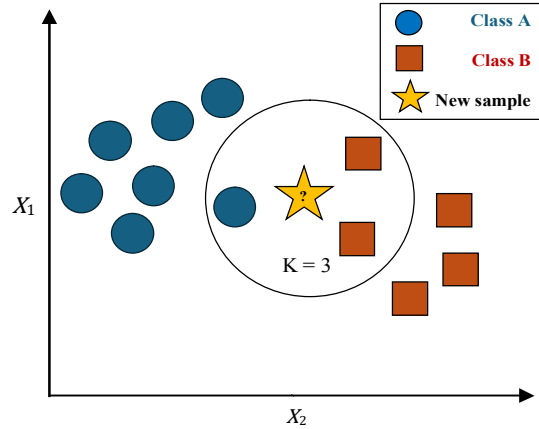 Class A
Class B
New sample
?
X1
K = 3
X2